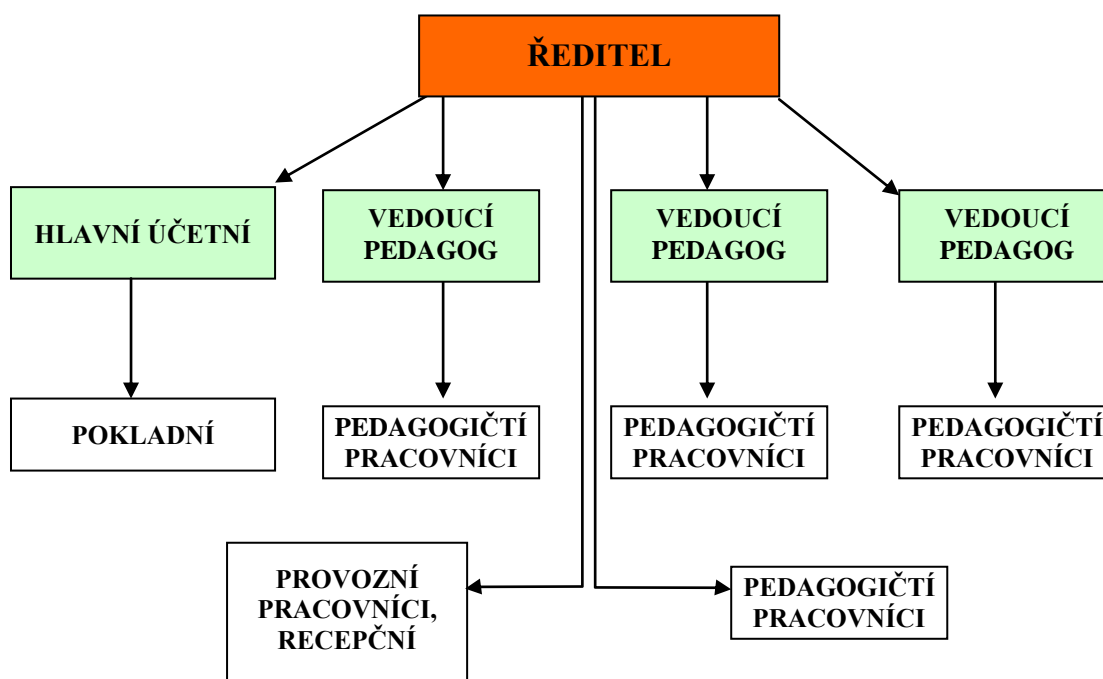 ŘEDITEL
HLAVNÍ ÚČETNÍ
VEDOUCÍ
PEDAGOG
VEDOUCÍ
PEDAGOG
VEDOUCÍ
PEDAGOG
POKLADNÍ
PEDAGOGIČTÍ
PRACOVNÍCI
PEDAGOGIČTÍ
PRACOVNÍCI
PEDAGOGIČTÍ
PRACOVNÍCI
PROVOZNÍ
PRACOVNÍCI,
RECEPČNÍ
PEDAGOGIČTÍ
PRACOVNÍCI